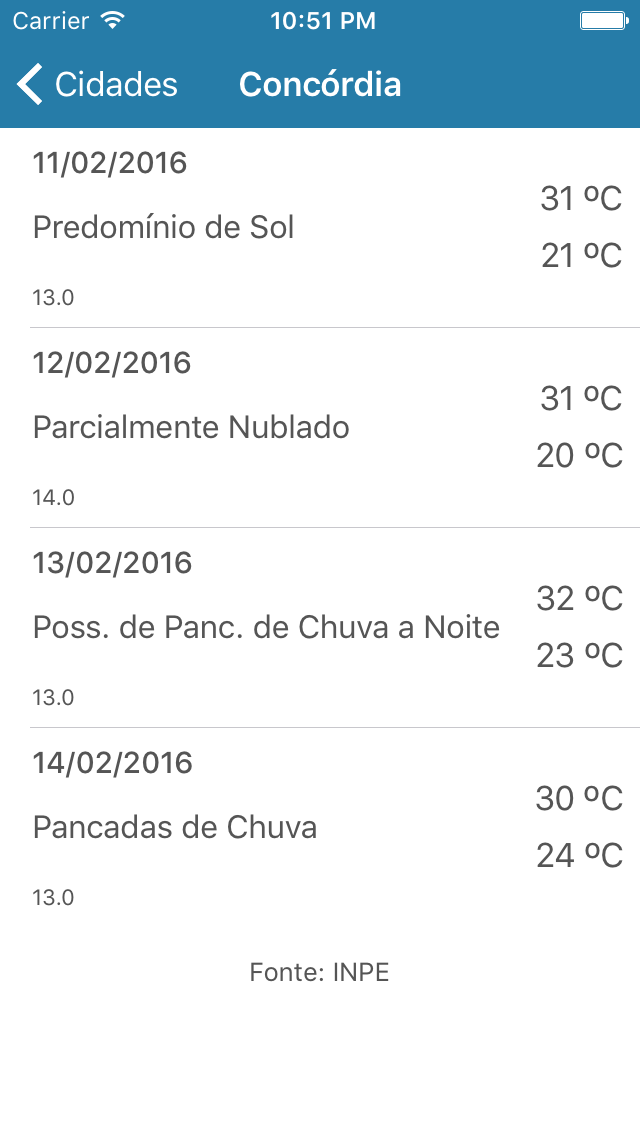 Carrier 10:51 PM
Cidades Concórdia
11/02/2016
31 ºC
Predomínio de Sol
21 ºC
13.0
12/02/2016
31 ºC
Parcialmente Nublado
20 ºC
14.0
13/02/2016
32 ºC
Poss. de Panc. de Chuva a Noite
23 ºC
13.0
14/02/2016
30 ºC
Pancadas de Chuva
24 ºC
13.0
Fonte: INPE